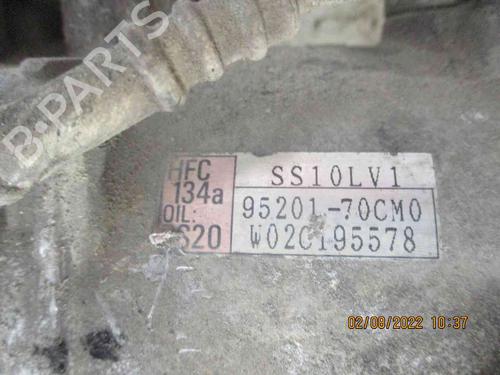 B-PARTS
HFC
134a
OIL:
S20
SS10LV1
95201-70CM0
W02C195578
02/09/2022 10:37